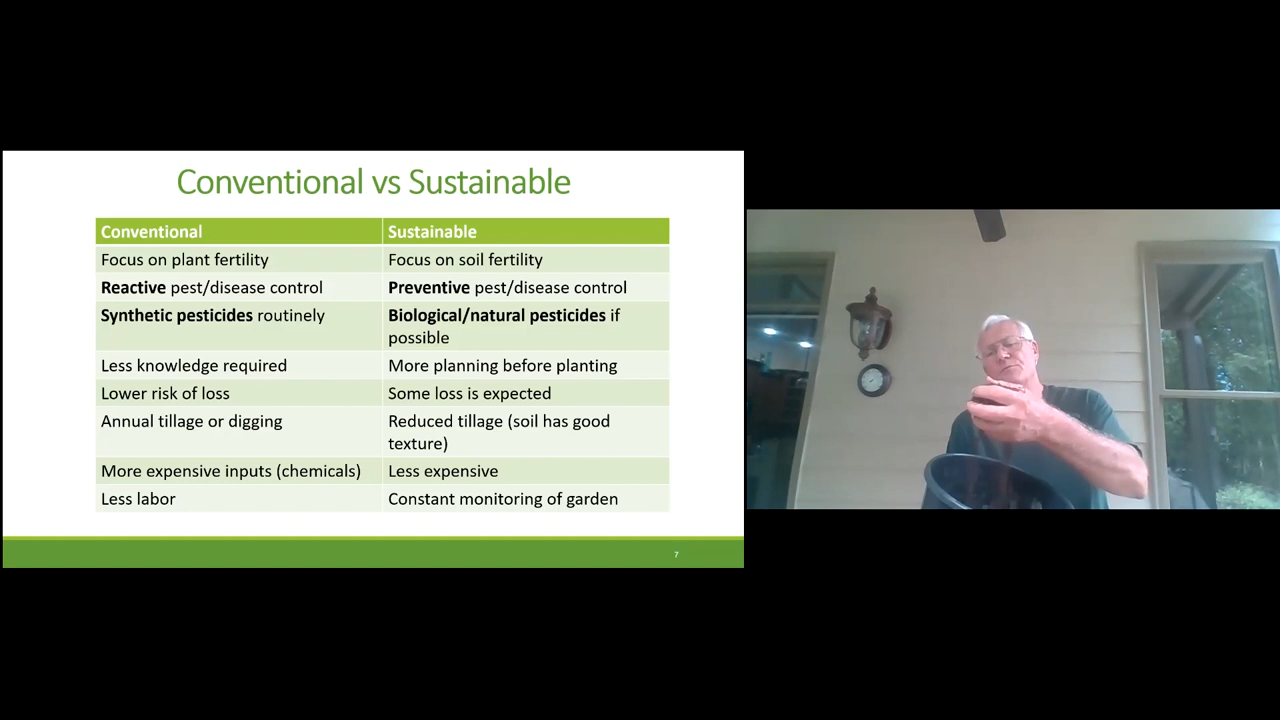 Conventional vs Sustainable
Conventional Sustainable
Focus on plant fertility Focus on soil fertility
Reactive pest/disease control Preventive pest/disease control
Synthetic pesticides routinely Biological/natural pesticides if
possible
Less knowledge required More planning before planting
Lower risk of loss Some loss is expected
Annual tillage or digging Reduced tillage (soil has good
texture)
More expensive inputs (chemicals) Less expensive
Less labor Constant monitoring of garden
7